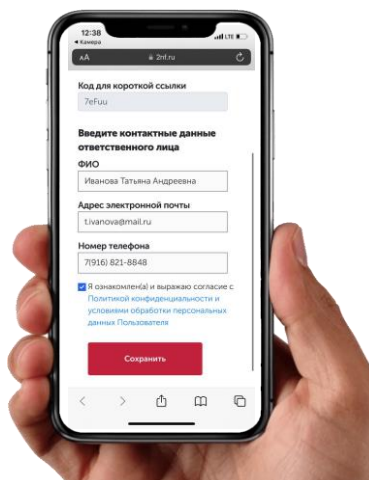 12:38
LTE
◂ Камера
AA 2nf.ru
Код для короткой ссылки
7eFuu
Введите контактные данные
ответственного лица
ФИО
Иванова Татьяна Андреевна
Адрес электронной почты
t.ivanova@mail.ru
Номер телефона
7(916) 821-8848
Я ознакомлен(а) и выражаю согласие с
Политикой конфиденциальности и
условиями обработки персональных
данных Пользователя
Сохранить